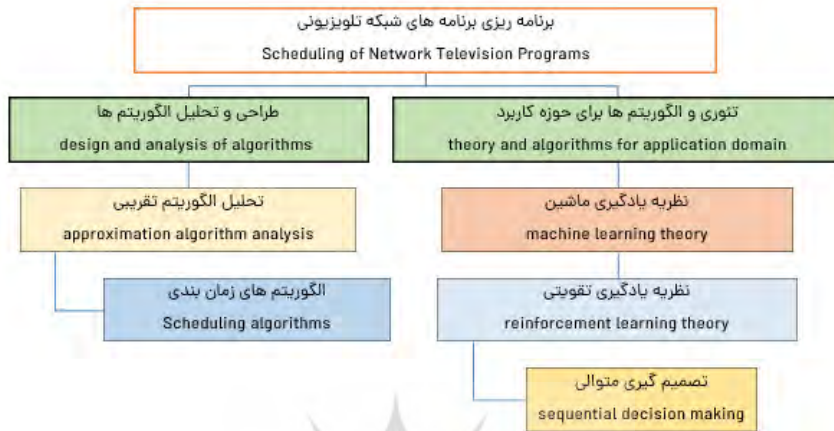 برنامه ریزی برنامه های شبکه تلویزیونی
Scheduling of Network Television Programs
طراحی و تحلیل الگوریتم ها
design and analysis of algorithms
تئوری و الگوریتم ها برای حوزه کاربرد
theory and algorithms for application domain
تحلیل الگوریتم تقریبی
approximation algorithm analysis
نظریه یادگیری ماشین
machine learning theory
الگوریتم های زمان بندی
Scheduling algorithms
نظریه یادگیری تقویتی
reinforcement learning theory
تصمیم گیری متوالی
sequential decision making